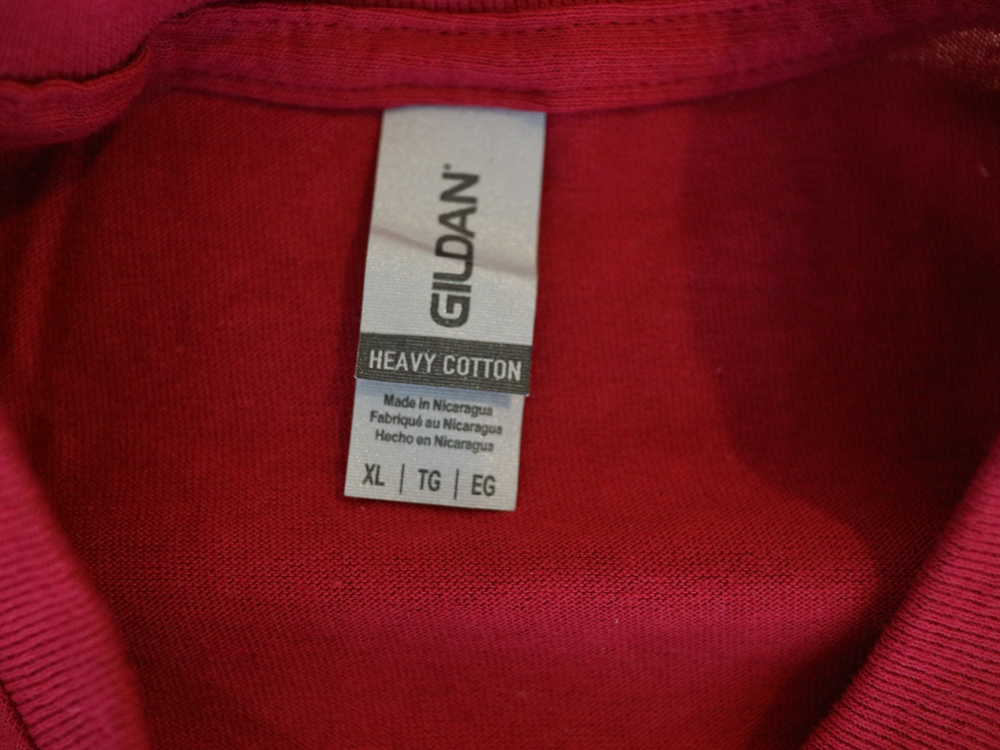 GILDAN®
HEAVY COTTON
Made in Nicaragua
Fabriqué au Nicaragua
Hecho en Nicaragua
XL | TG | EG